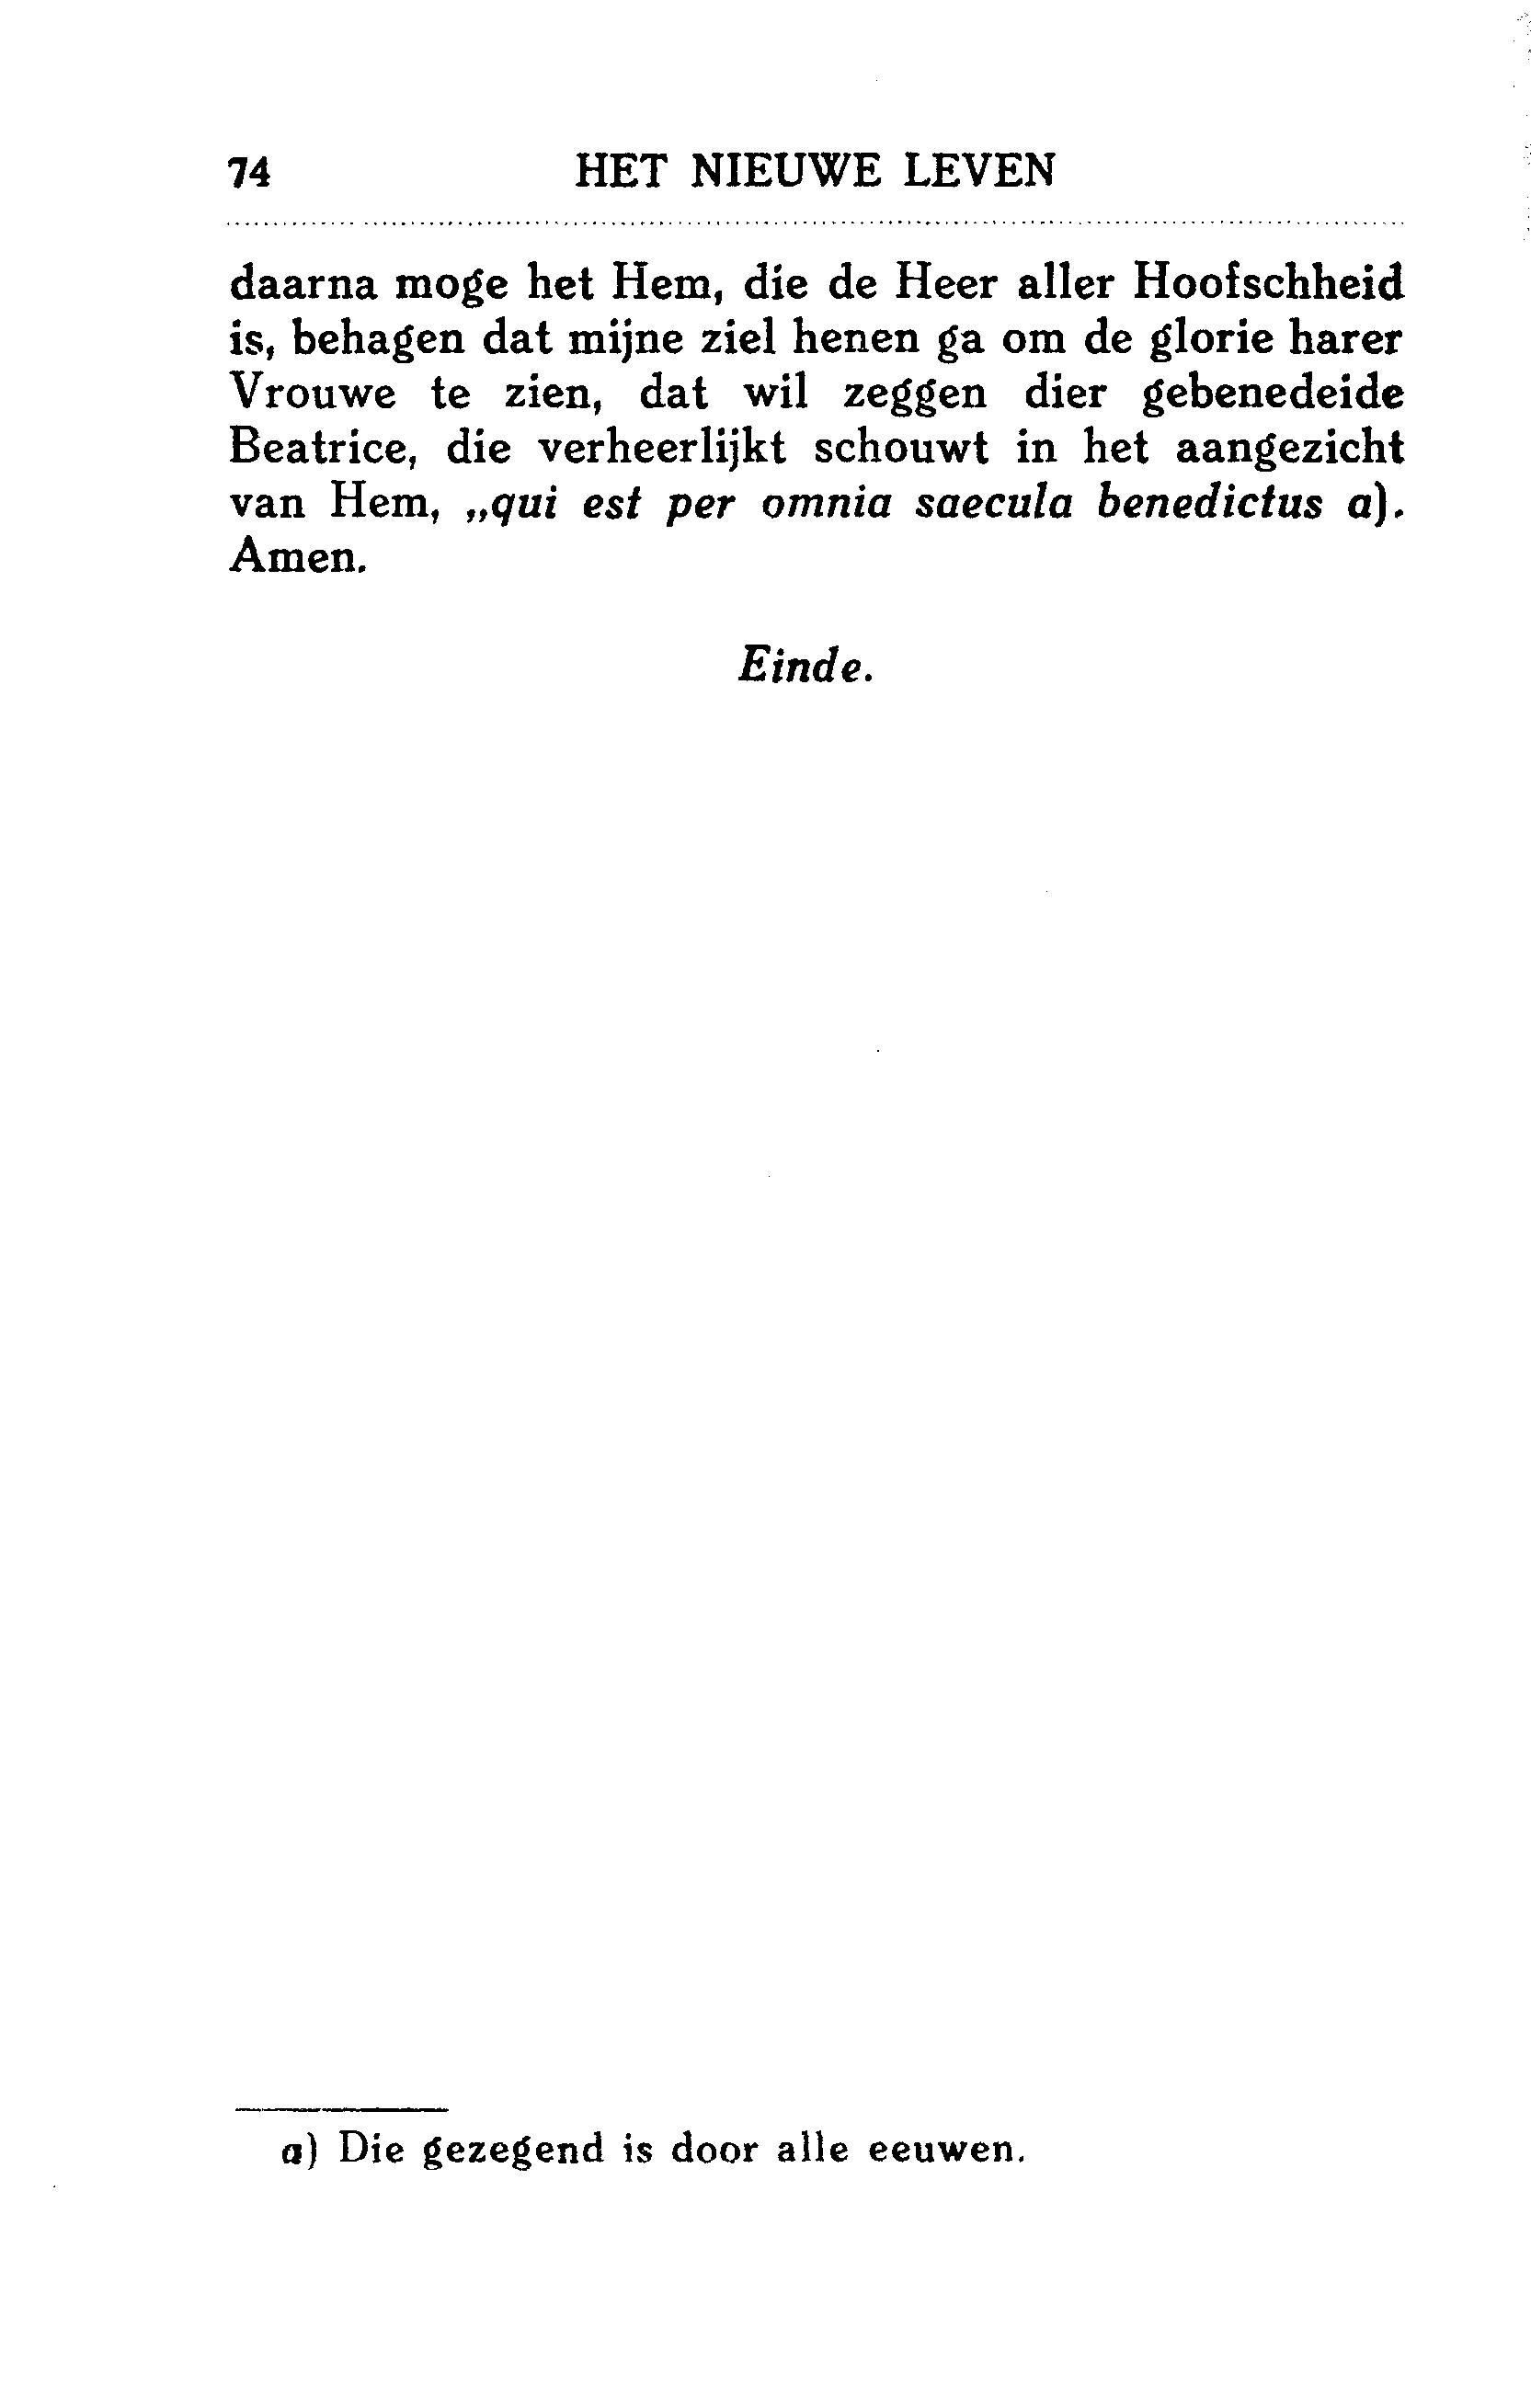 74 HET NIEUWE LEVEN
daarna moge het Hem, die de Heer aller Hoofschheid
is, behagen dat mijne ziel henen ga om de glorie harer
Vrouwe te zien, dat wil zeggen dier gebenedeide
Beatrice, die verheerlijkt schouwt in het aangezicht
van Hem, „qui est per omnia saecula benedictus a).
Amen.
Einde.
a) Die gezegend is door alle eeuwen.